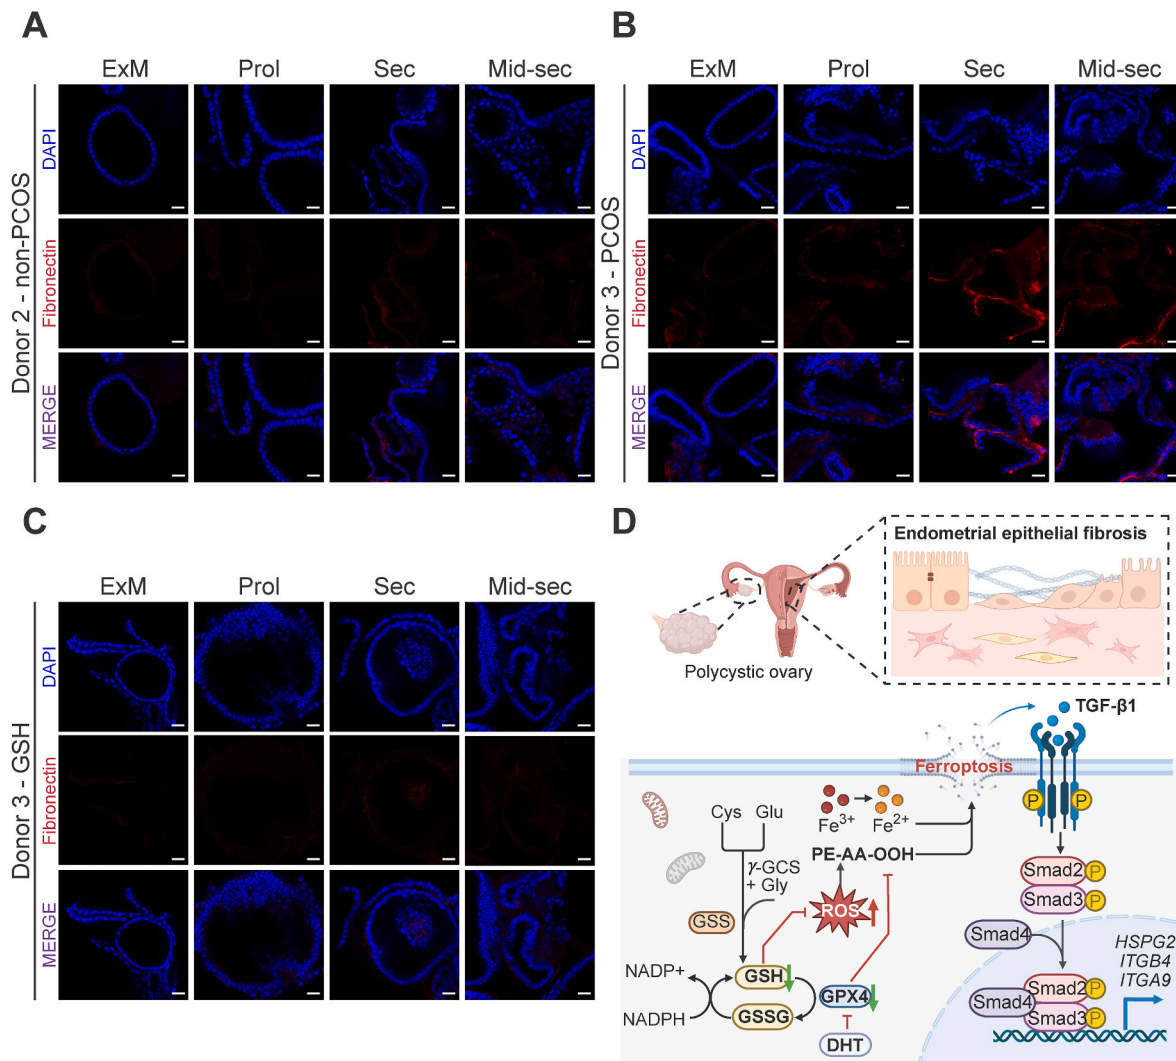 A
ExM Prol Sec Mid-sec
Donor 2 - non-PCOS
DAPI
Fibronectin
MERGE
B
ExM Prol Sec Mid-sec
Donor 3 - PCOS
DAPI
Fibronectin
MERGE
C
ExM Prol Sec Mid-sec
Donor 3 - GSH
DAPI
Fibronectin
MERGE
D
Endometrial epithelial fibrosis
Polycystic ovary
TGF-β1
Ferroptosis
P P
Cys Glu
Fe3+ Fe2+
PE-AA-OOH
γ-GCS
+ Gly
GSS
ROS
Smad2 P
Smad3 P
Smad4
HSPG2
ITGB4
ITGA9
NADP+
GSH
GPX4
NADPH
GSSG
DHT
Smad2 P
Smad4
Smad3 P